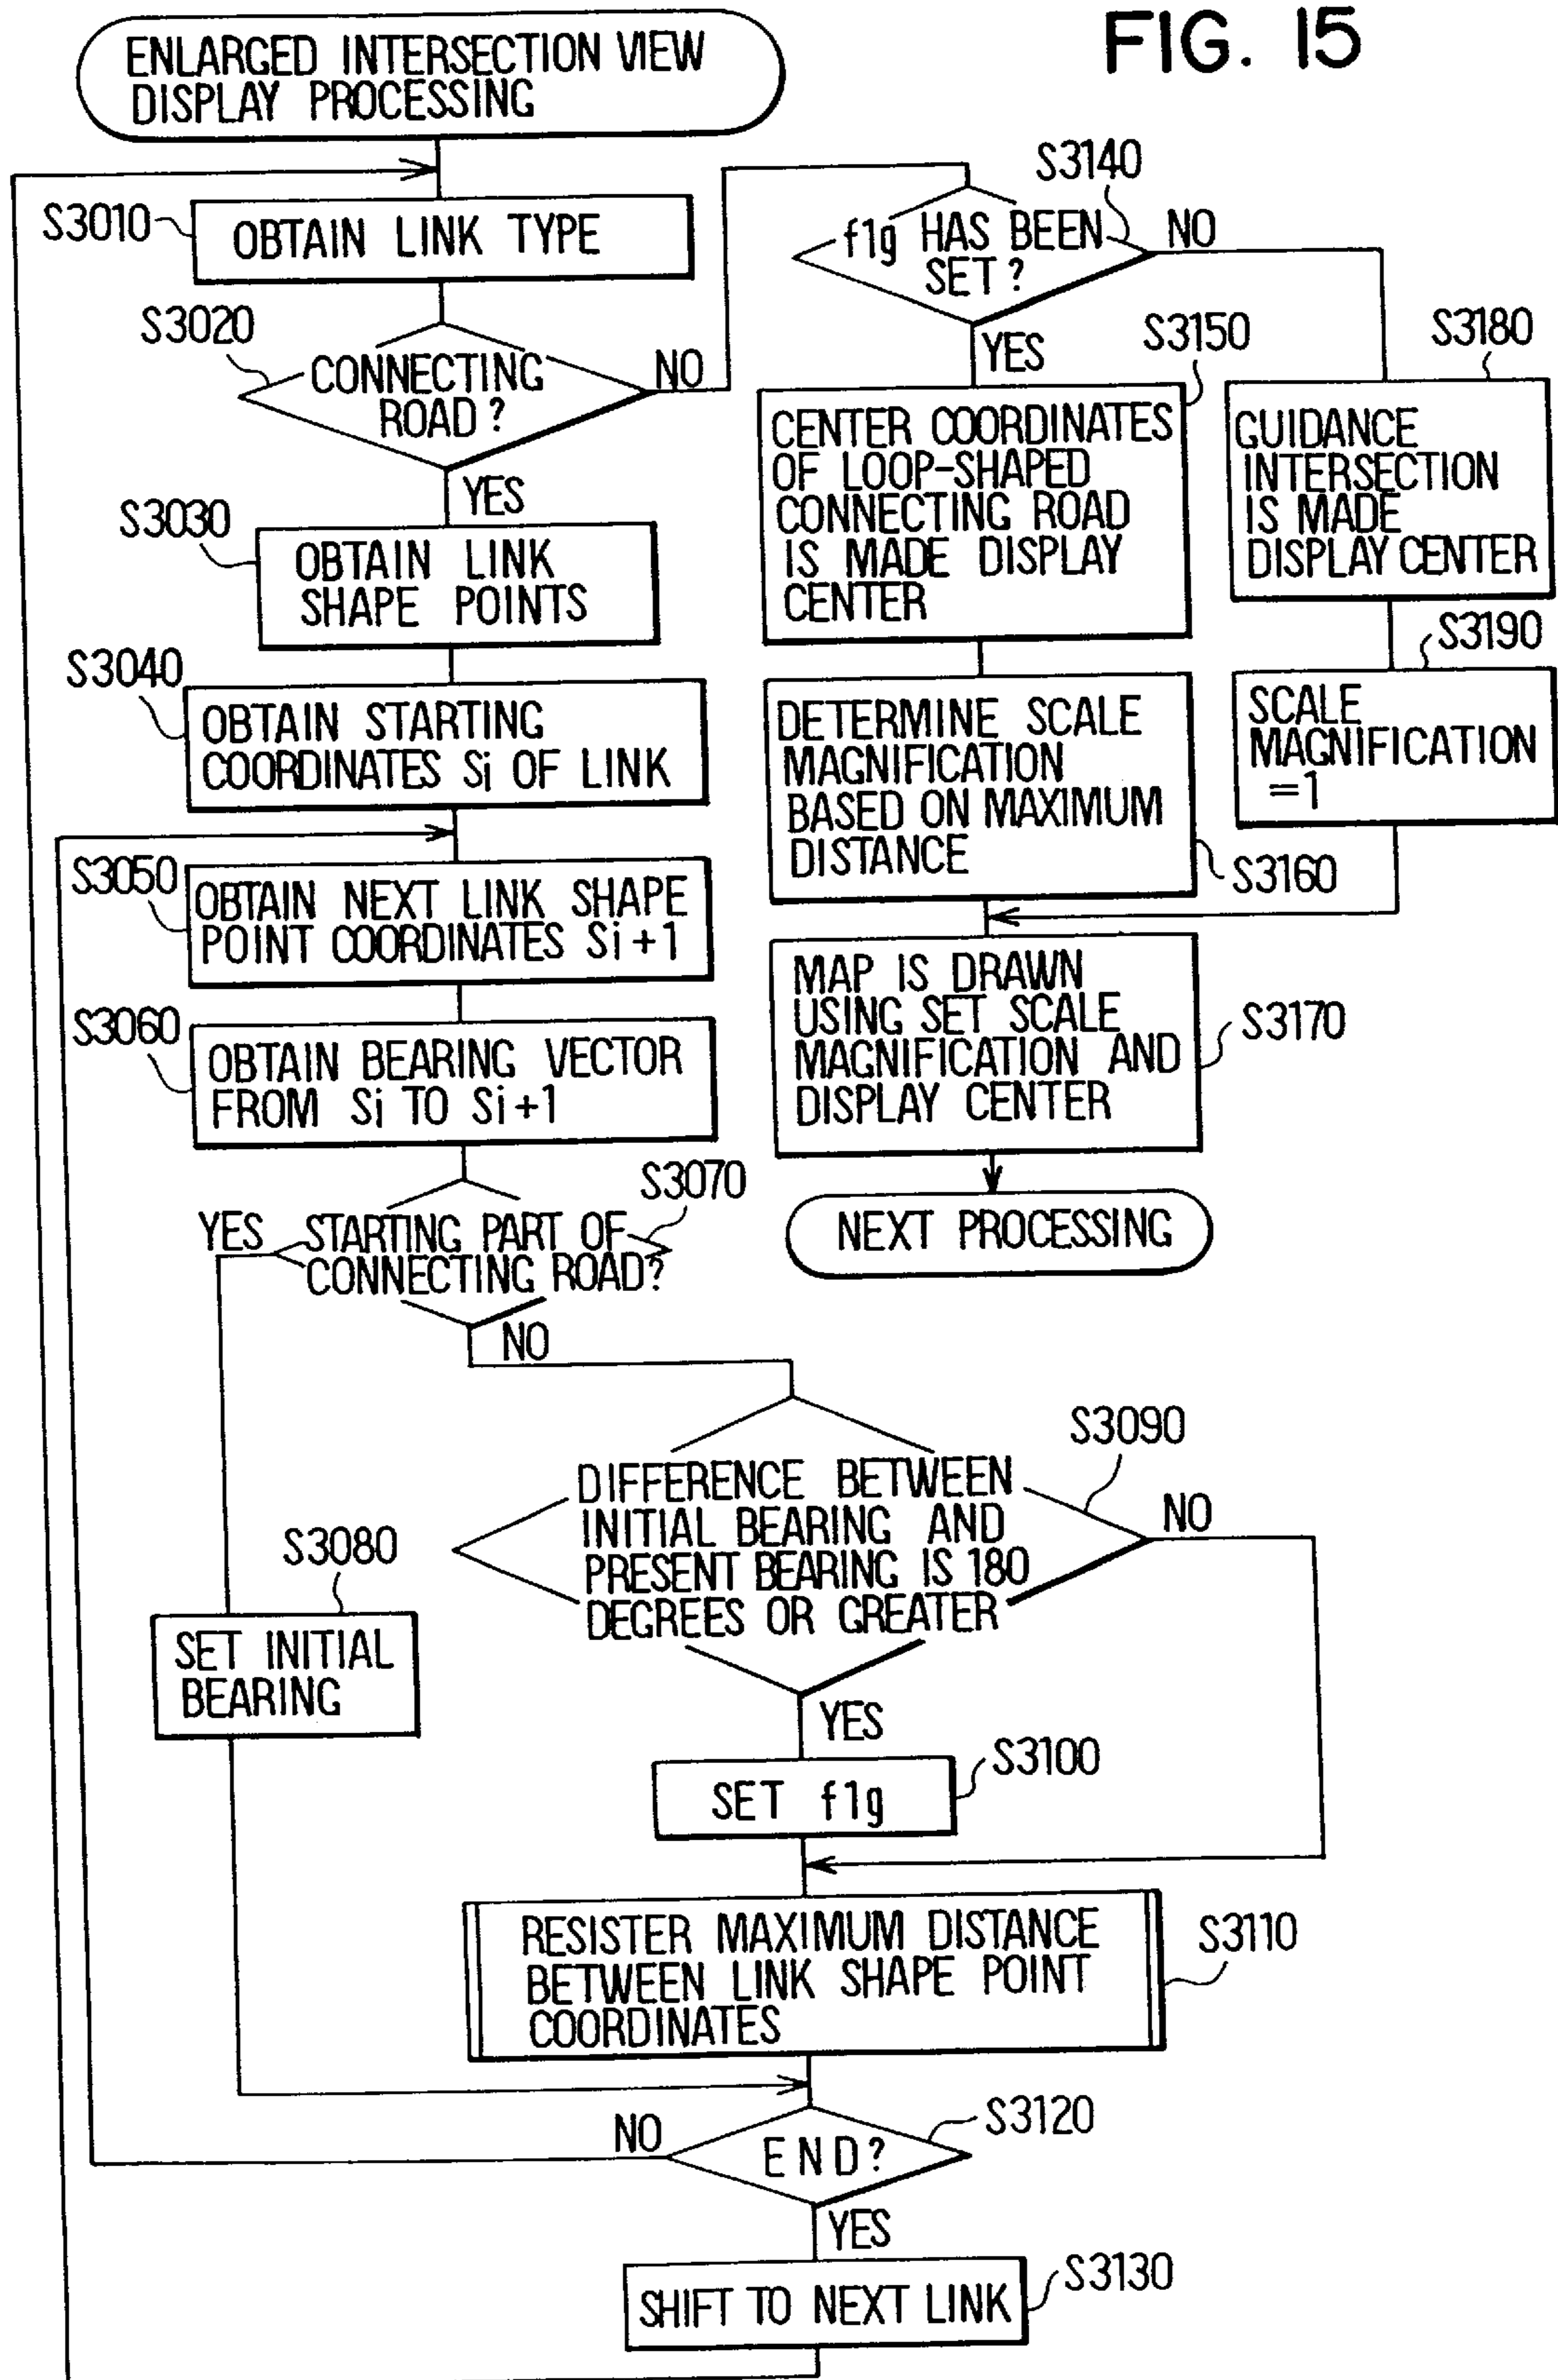 FIG. 15
ENLARGED INTERSECTION VIEW
DISPLAY PROCESSING
S3010
OBTAIN LINK TYPE
S3020
CONNECTING
ROAD?
NO
YES
S3030
OBTAIN LINK
SHAPE POINTS
S3040
OBTAIN STARTING
COORDINATES Si OF LINK
S3050
OBTAIN NEXT LINK SHAPE
POINT COORDINATES Si+1
S3060
OBTAIN BEARING VECTOR
FROM Si TO Si+1
S3070
YES
STARTING PART OF
CONNECTING ROAD?
NO
S3080
SET INITIAL
BEARING
S3090
DIFFERENCE BETWEEN
INITIAL BEARING AND
PRESENT BEARING IS 180
DEGREES OR GREATER
NO
YES
S3100
SET f1g
S3110
RESISTER MAXIMUM DISTANCE
BETWEEN LINK SHAPE POINT
COORDINATES
S3120
NO
END?
YES
S3130
SHIFT TO NEXT LINK
S3140
f1g HAS BEEN
SET?
NO
YES
S3150
CENTER COORDINATES
OF LOOP-SHAPED
CONNECTING ROAD
IS MADE DISPLAY
CENTER
DETERMINE SCALE
MAGNIFICATION
BASED ON MAXIMUM
DISTANCE
S3160
S3180
GUIDANCE
INTERSECTION
IS MADE
DISPLAY CENTER
S3190
SCALE
MAGNIFICATION
=1
MAP IS DRAWN
USING SET SCALE
MAGNIFICATION AND
DISPLAY CENTER
S3170
NEXT PROCESSING